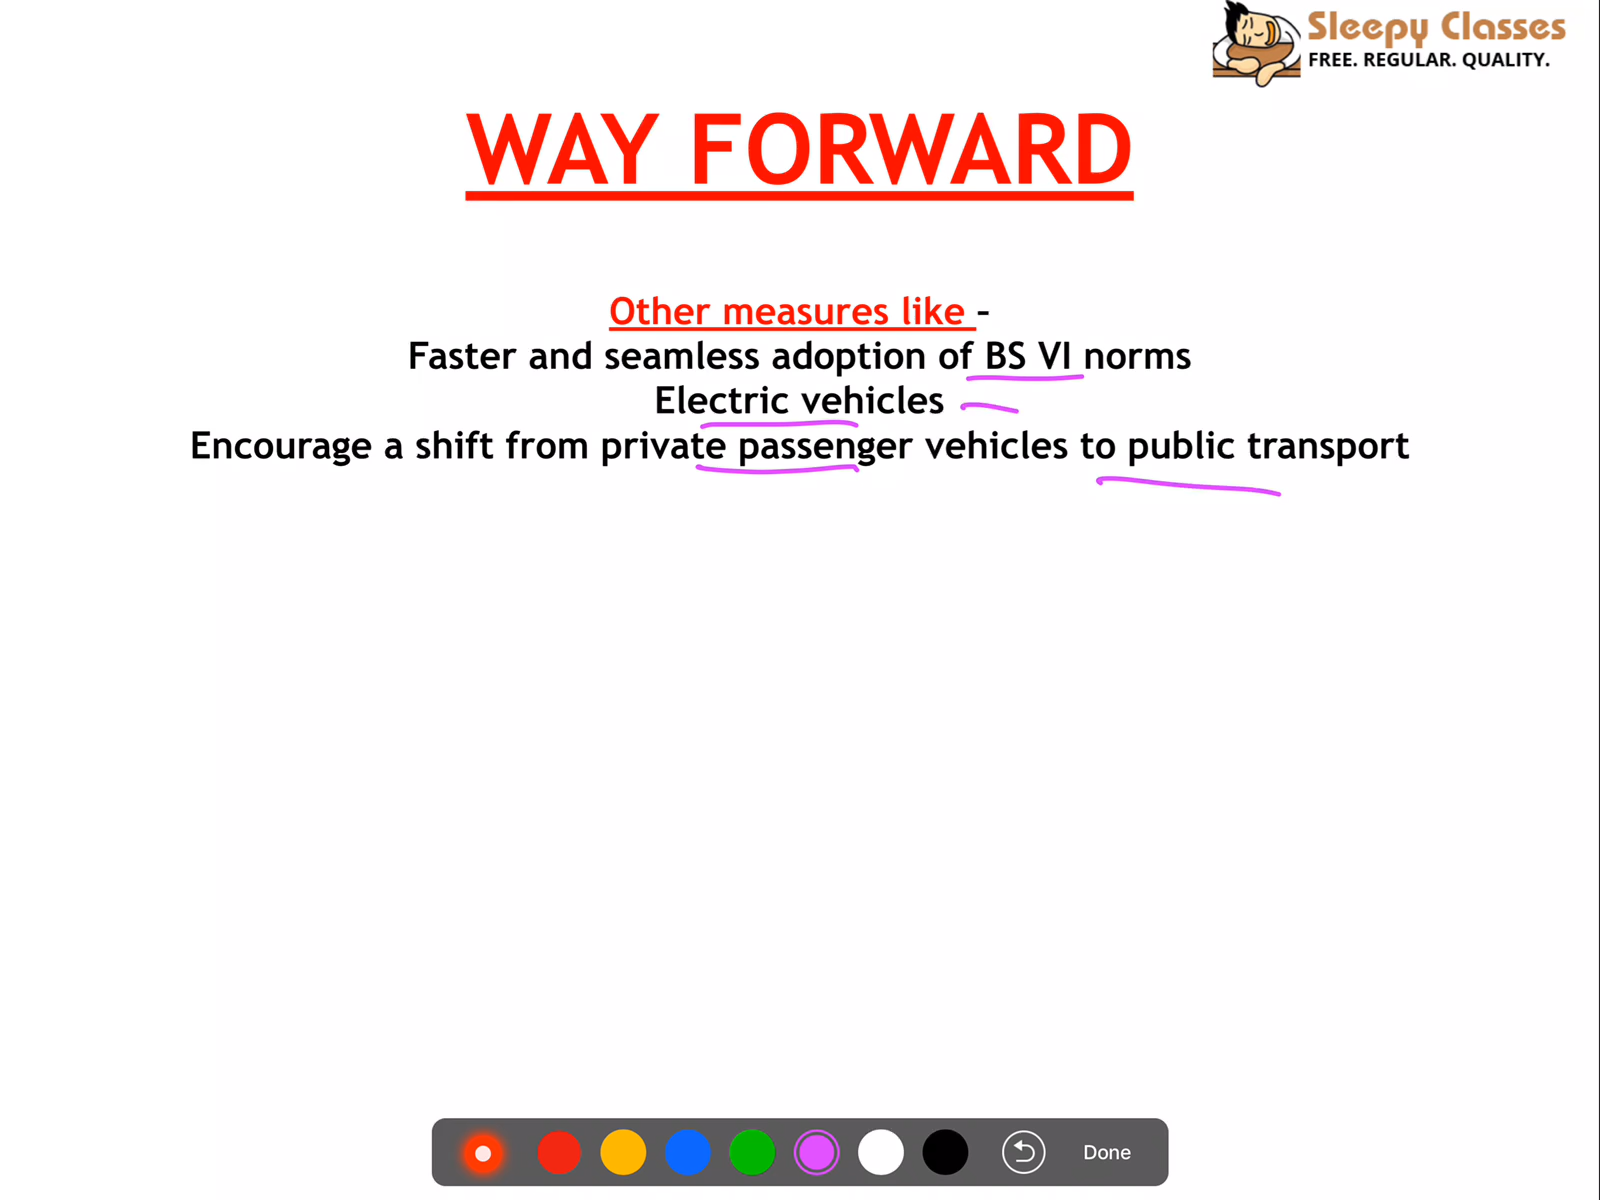 Sleepy Classes
FREE. REGULAR. QUALITY.
WAY FORWARD
Other measures like –
Faster and seamless adoption of BS VI norms
Electric vehicles
Encourage a shift from private passenger vehicles to public transport
Done